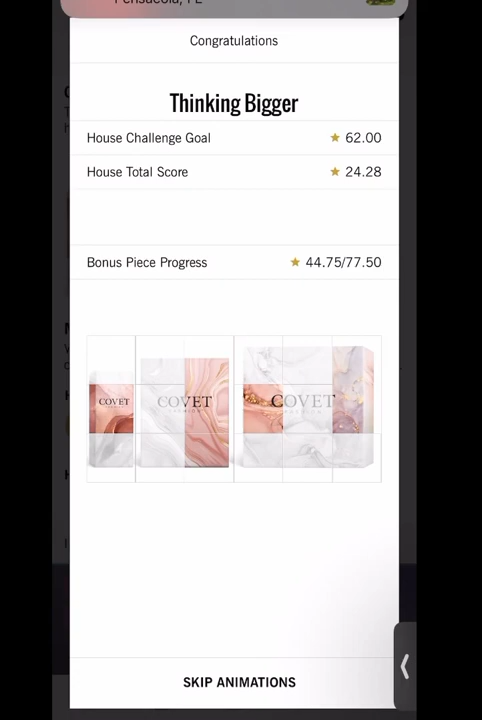 Pensacola, FL
Congratulations
Thinking Bigger
House Challenge Goal ★ 62.00
House Total Score ★ 24.28
Bonus Piece Progress ★ 44.75/77.50
COVET COVET COVET
SKIP ANIMATIONS